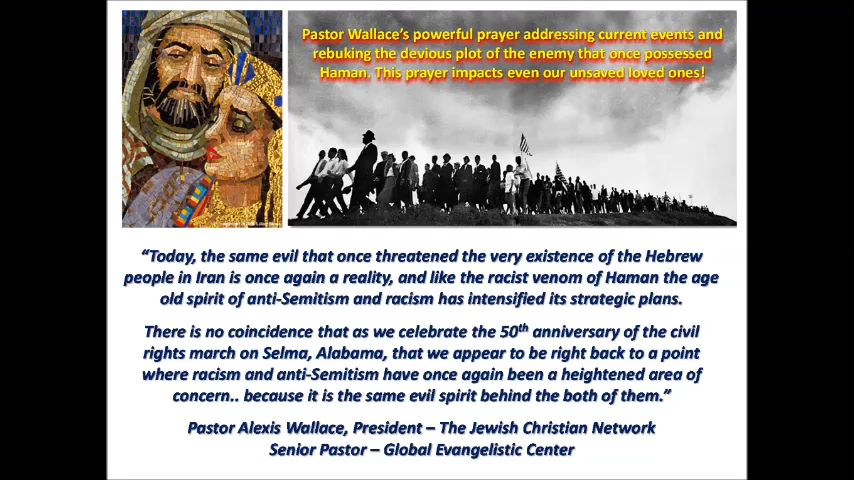 Pastor Wallace's powerful prayer addressing current events and
rebuking the devious plot of the enemy that once possessed
Haman. This prayer impacts even our unsaved loved ones!
"Today, the same evil that once threatened the very existence of the Hebrew
people in Iran is once again a reality, and like the racist venom of Haman the age
old spirit of anti-Semitism and racism has intensified its strategic plans.
There is no coincidence that as we celebrate the 50th anniversary of the civil
rights march on Selma, Alabama, that we appear to be right back to a point
where racism and anti-Semitism have once again been a heightened area of
concern.. because it is the same evil spirit behind the both of them."
Pastor Alexis Wallace, President – The Jewish Christian Network
Senior Pastor – Global Evangelistic Center